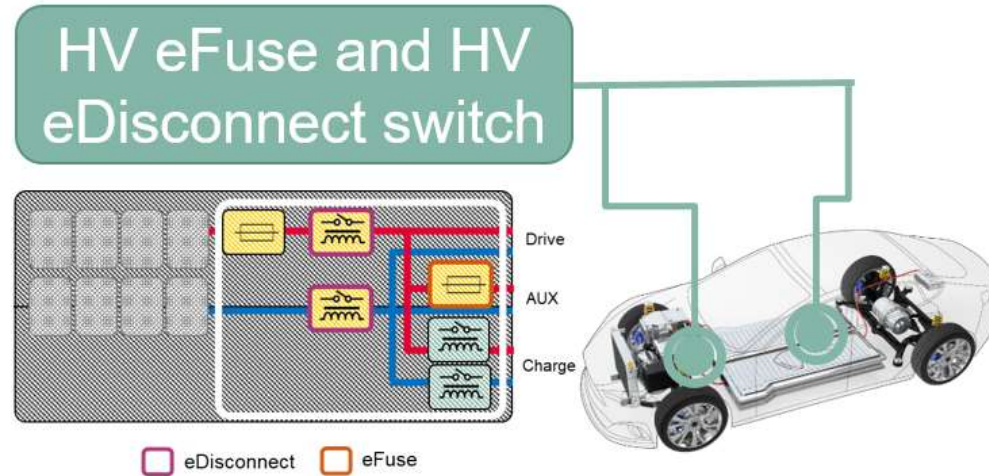 HV eFuse and HV
eDisconnect switch
Drive
AUX
Charge
eDisconnect
eFuse